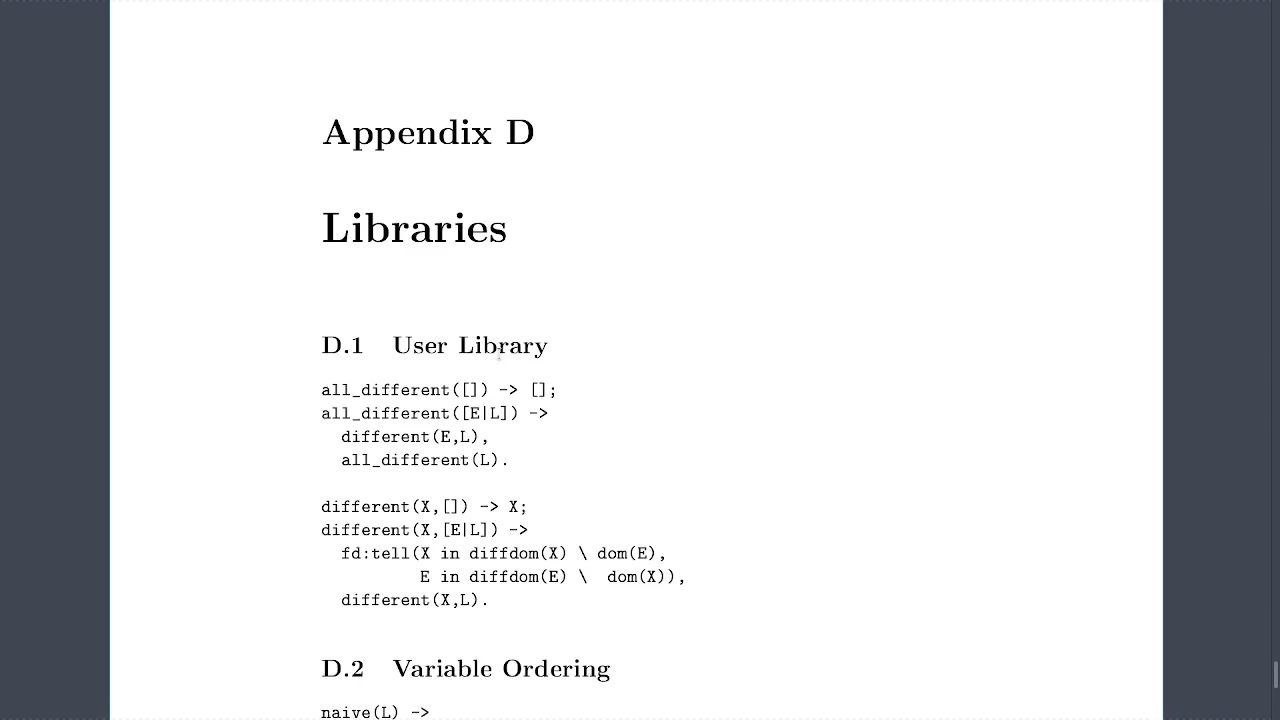 Appendix D
Libraries
D.1 User Library
all_different([]) -> [];
all_different([E|L]) ->
  different(E,L),
  all_different(L).
different(X,[]) -> X;
different(X,[E|L]) ->
  fd:tell(X in diffdom(X) \ dom(E),
          E in diffdom(E) \  dom(X)),
  different(X,L).
D.2 Variable Ordering
naive(L) ->